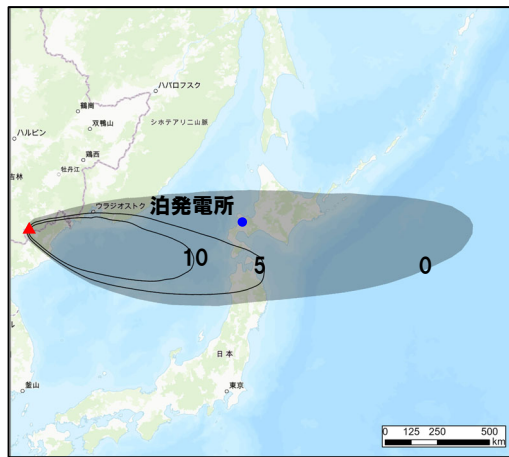 ハバロフスク
鶴南
双鴨山
シホテアリニ山脈
ハルビン
鶏西
吉林
牡丹江
ウラジオストク
泊発電所
10
5
0
日本
東京
釜山
0 125 250 500
km